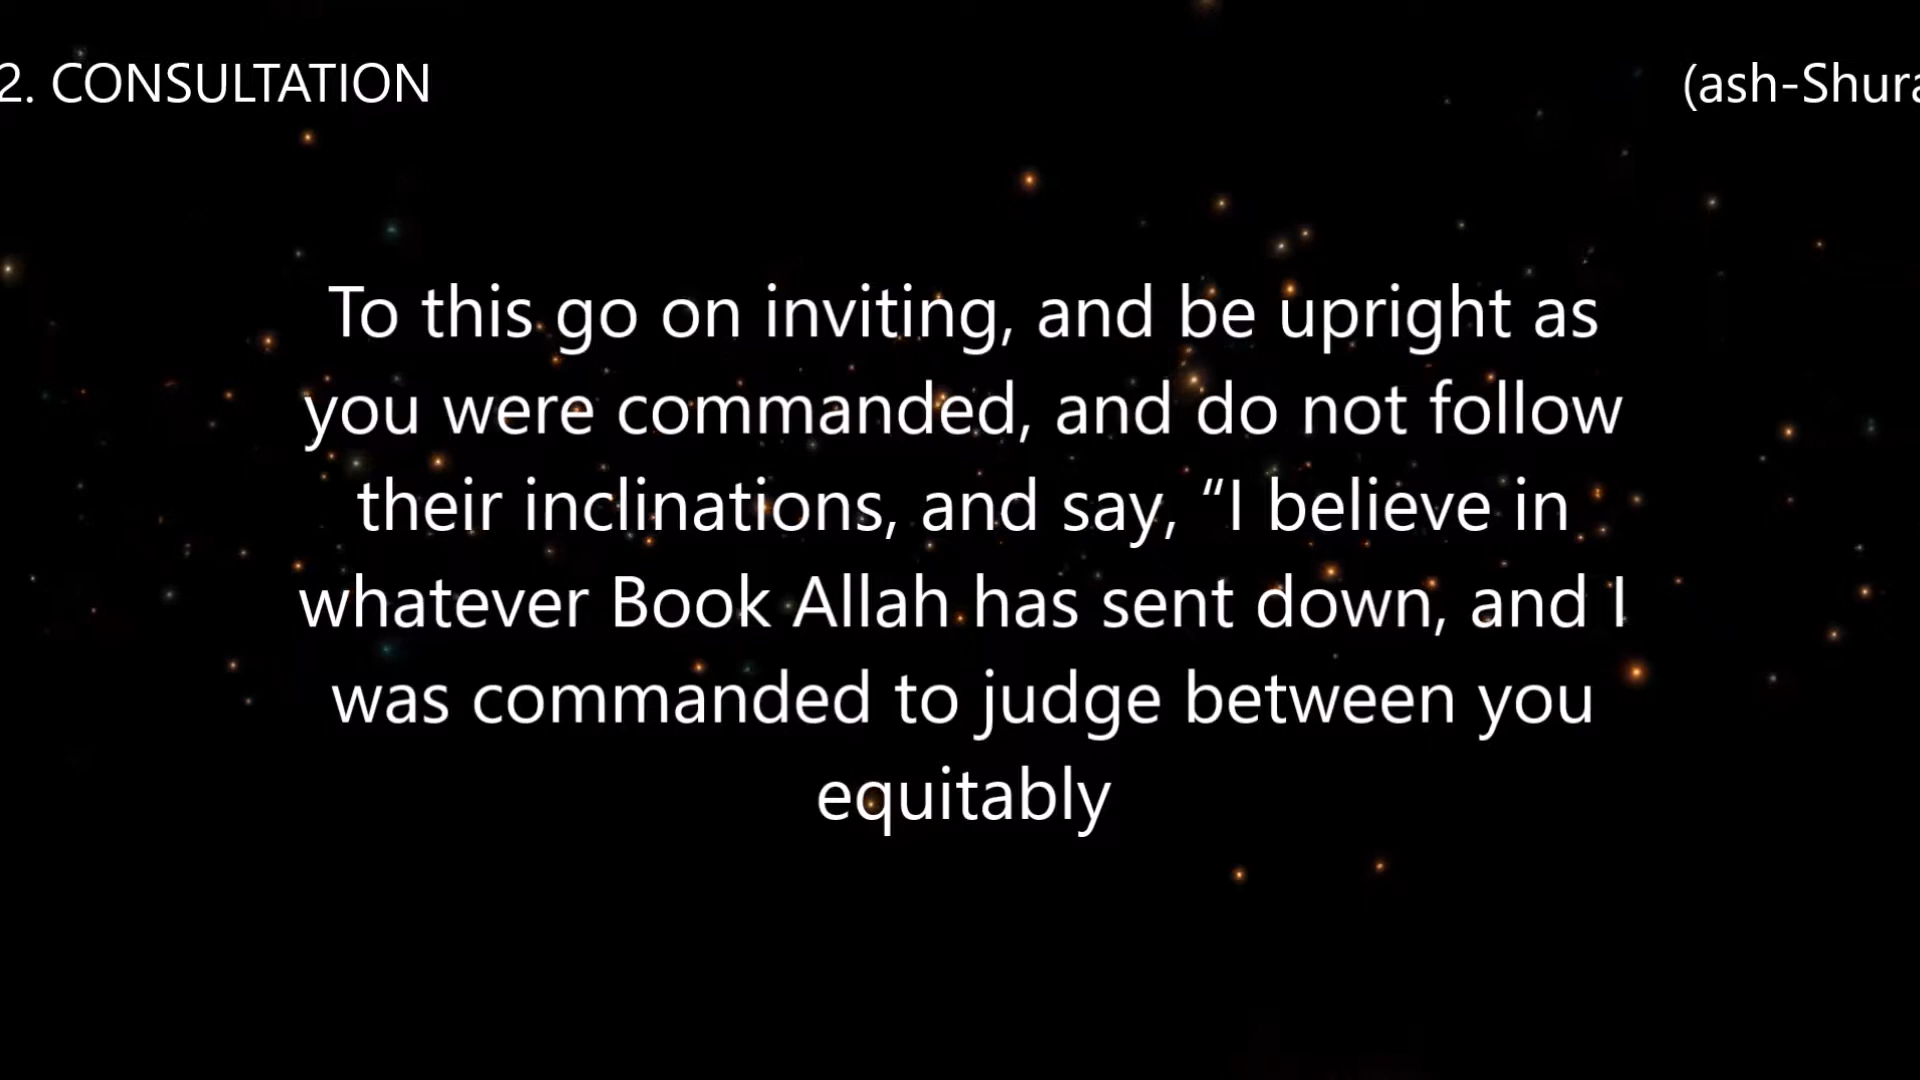 2. CONSULTATION
(ash-Shura
To this go on inviting, and be upright as
you were commanded, and do not follow
their inclinations, and say, “I believe in
whatever Book Allah has sent down, and I
was commanded to judge between you
equitably